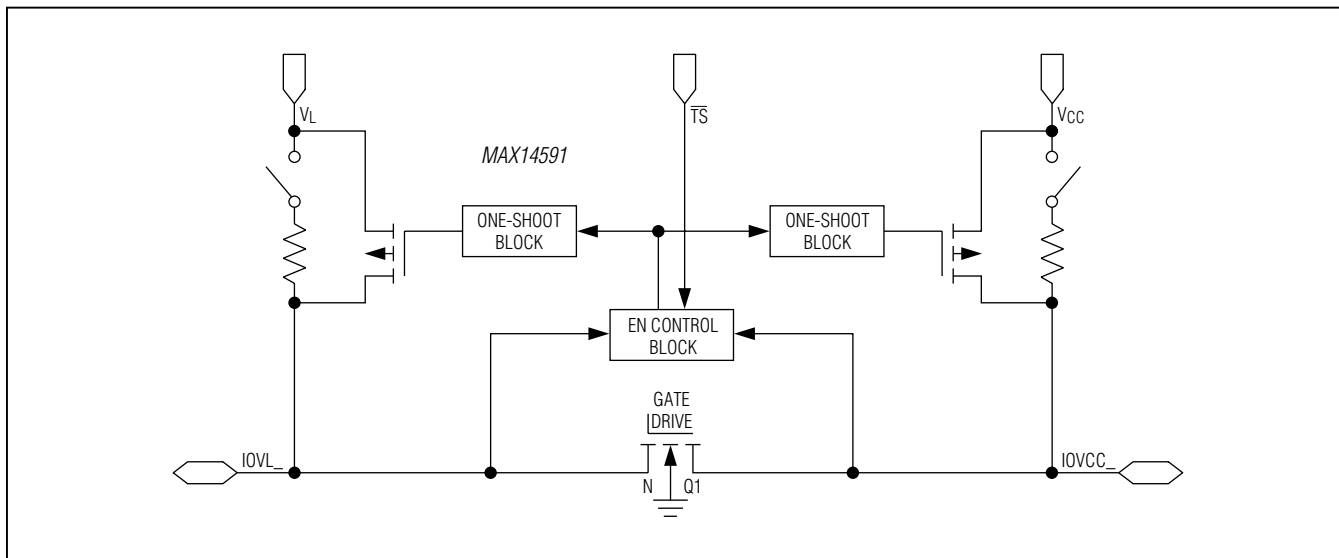 VL
TS
VCC
MAX14591
ONE-SHOOT
BLOCK
ONE-SHOOT
BLOCK
EN CONTROL
BLOCK
GATE
DRIVE
IOVL_
N
Q1
IOVCC_